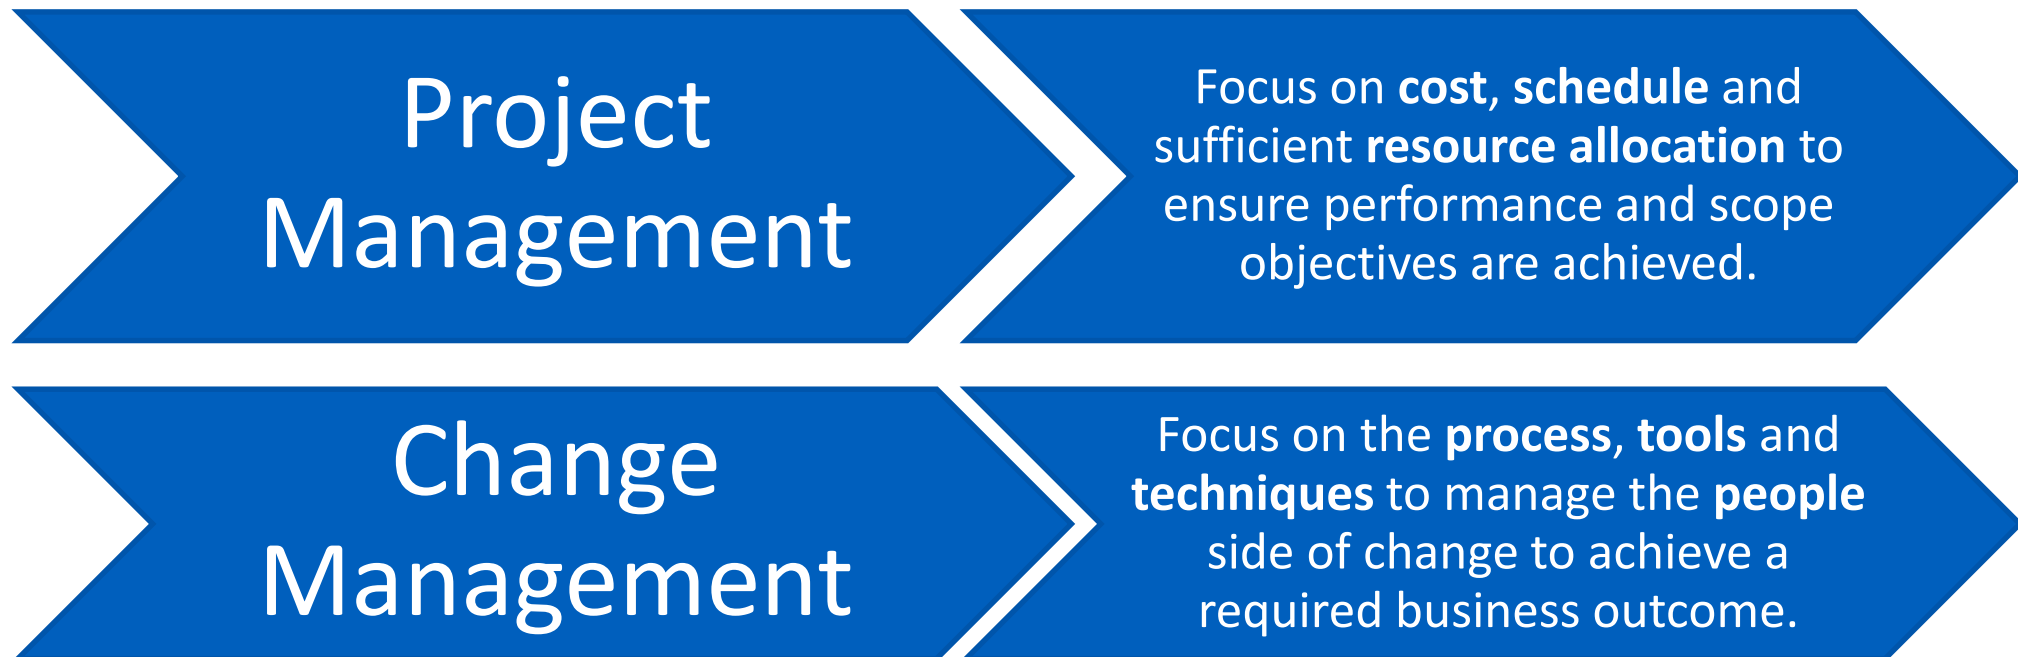 Project
Management
Focus on cost, schedule and
sufficient resource allocation to
ensure performance and scope
objectives are achieved.
Change
Management
Focus on the process, tools and
techniques to manage the people
side of change to achieve a
required business outcome.